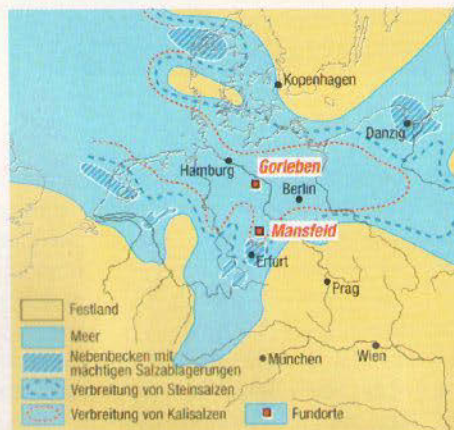 Kopenhagen
Danzig
Hamburg
Gorleben
Berlin
Mansfeld
Erfurt
Prag
München
Wien
Festland
Meer
Nebenbecken mit
mächtigen Salzablagerungen
Verbreitung von Steinsalzen
Verbreitung von Kalisalzen
Fundorte